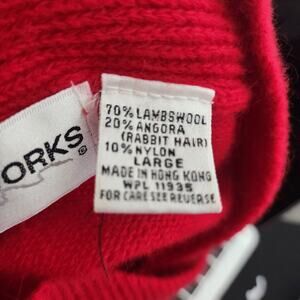 ORKS®
70% LAMBSWOOL
20% ANGORA
(RABBIT HAIR)
10% NYLON
LARGE
MADE IN HONG KONG
WPL 11935
FOR CARE SEE REVERSE